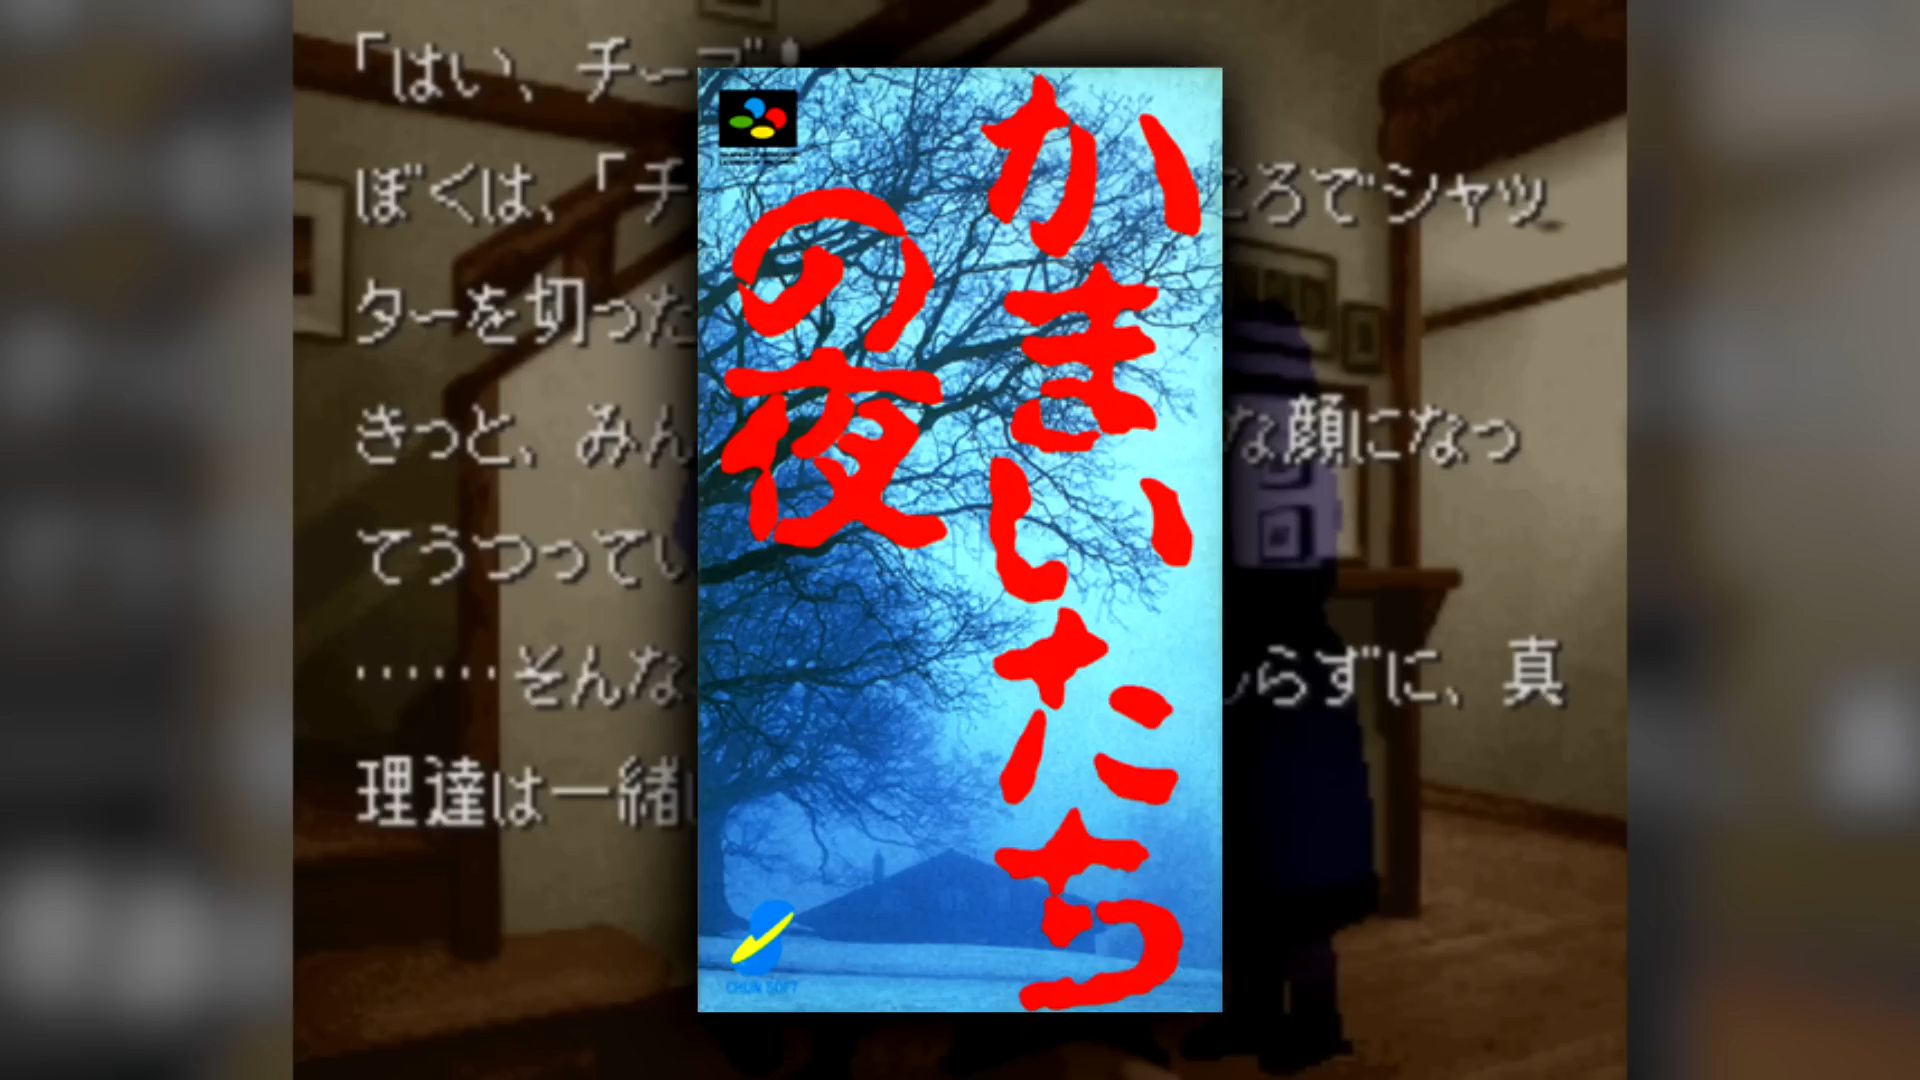 「はい、チーズ
ぼくは、「チ
ころでシャッ
ターを切った
きっと、みん
な顔になっ
てうつってい
……そんな
しらずに、真
理達は一緒
かまいたち
の夜
CHUN SOFT